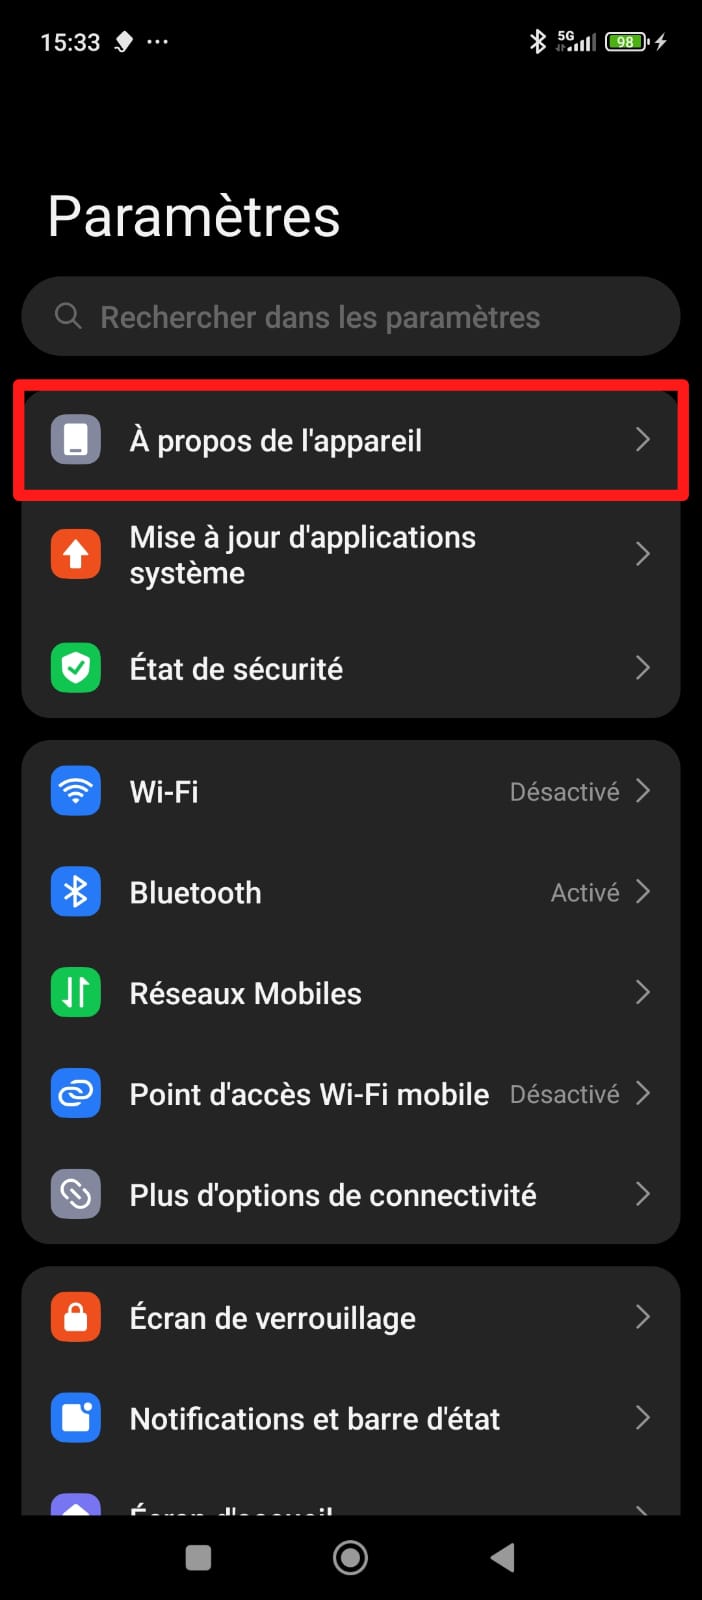 15:33
5G
98
Paramètres
Rechercher dans les paramètres
À propos de l'appareil
Mise à jour d'applications
système
État de sécurité
Wi-Fi Désactivé
Bluetooth Activé
Réseaux Mobiles
Point d'accès Wi-Fi mobile Désactivé
Plus d'options de connectivité
Écran de verrouillage
Notifications et barre d'état
Écran d'accueil